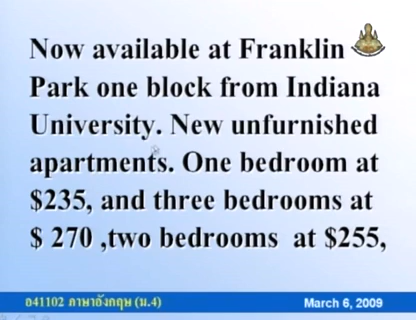 Now available at Franklin
Park one block from Indiana
University. New unfurnished
apartments. One bedroom at
$235, and three bedrooms at
$ 270 ,two bedrooms  at $255,
อ41102 ภาษาอังกฤษ (ม.4)
March 6, 2009